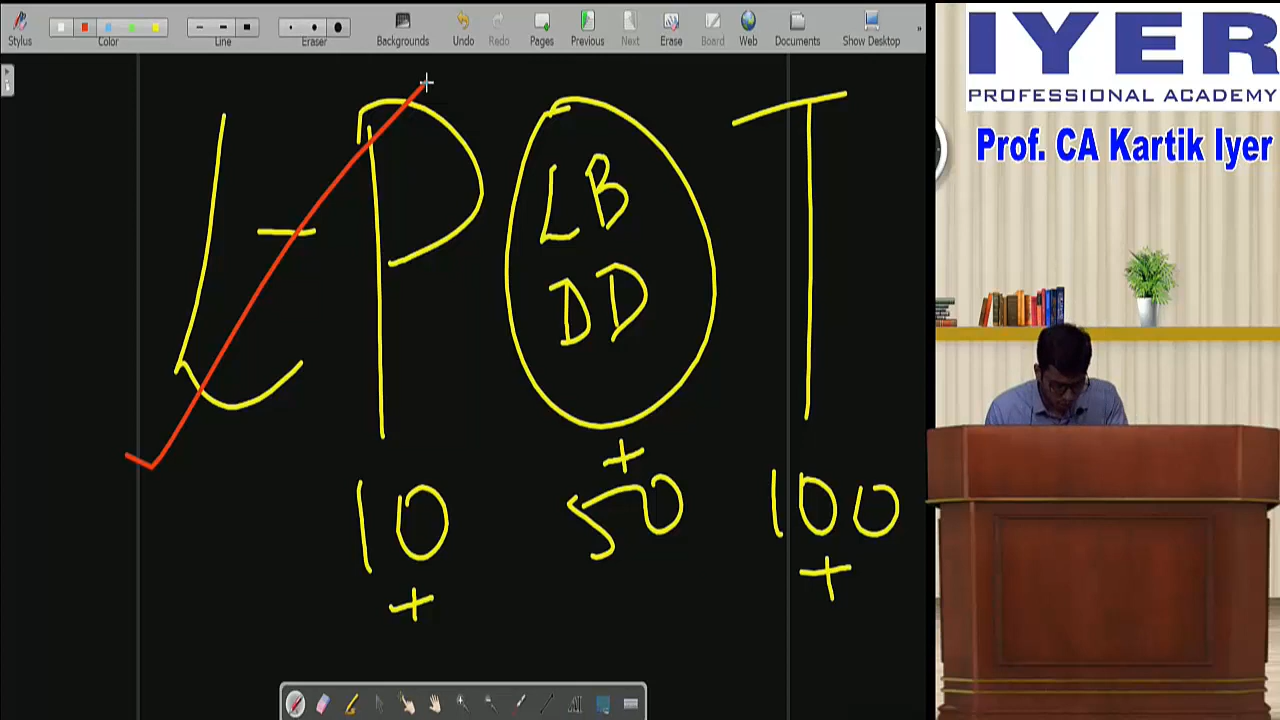 Stylus
Color
Line
Eraser
Backgrounds
Undo
Redo
Pages
Previous
Next
Erase
Board
Web
Documents
Show Desktop
IYER
PROFESSIONAL ACADEMY
Prof. CA Kartik Iyer
L - P O T
LB
DD
10 50 100